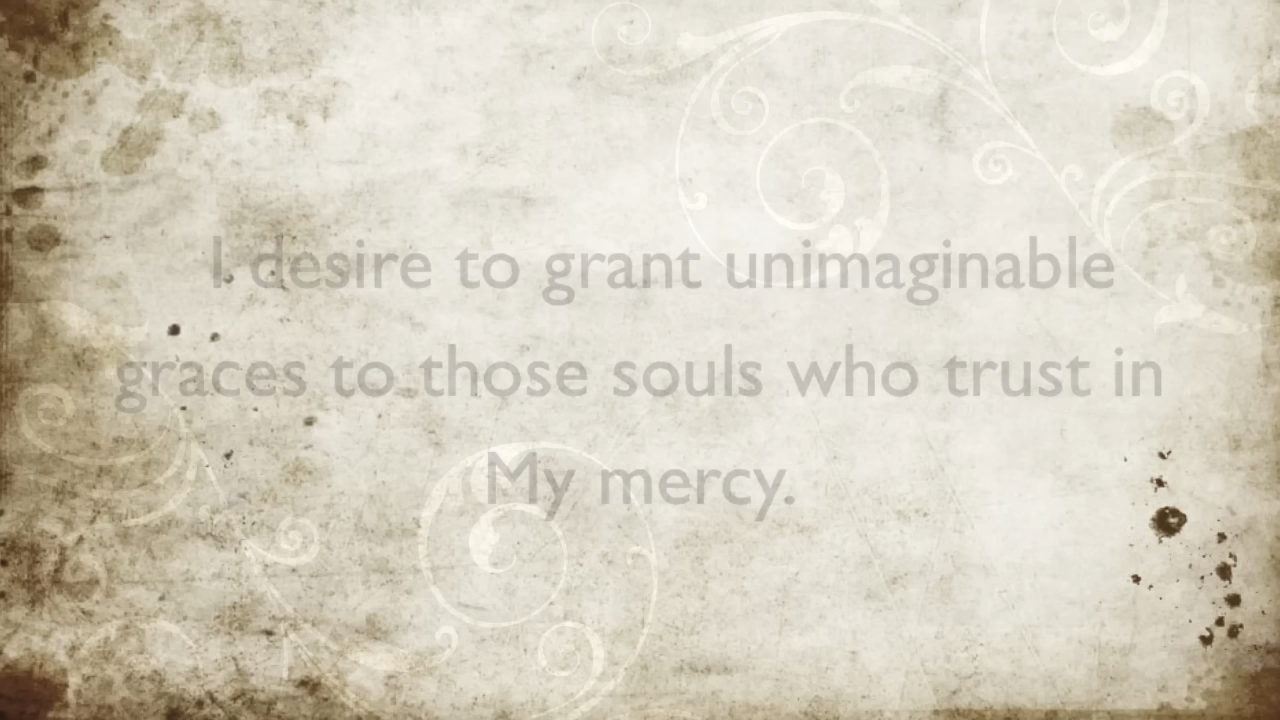 I desire to grant unimaginable
graces to those souls who trust in
My mercy.